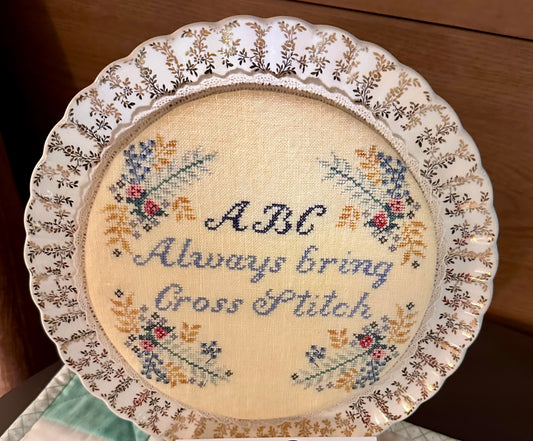 ABC
Always bring
Cross Stitch